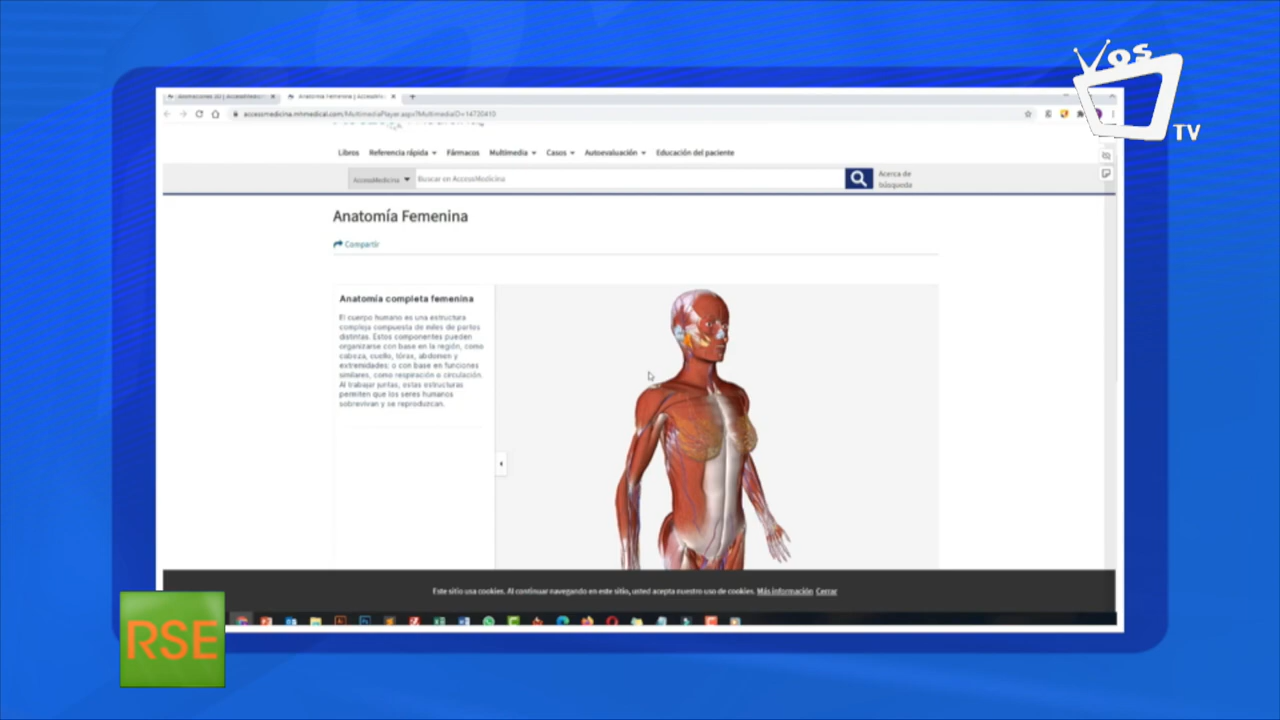 VOS
TV
Anatomía Femenina | AccessM...
accessmedicina.mhmedical.com/MultimediaPlayer.aspx?MultimediaID=14720410
Libros Referencia rápida Fármacos Multimedia Casos Autoevaluación Educación del paciente
AccessMedicina Buscar en AccessMedicina
Acerca de
búsqueda
Anatomía Femenina
Compartir
Anatomía completa femenina
El cuerpo humano es una estructura
compleja compuesta de miles de partes
distintas. Estos componentes pueden
organizarse con base en la región, como
cabeza, cuello, tórax, abdomen y
extremidades; o con base en funciones
similares, como respiración o circulación.
Al trabajar juntas, estas estructuras
permiten que los seres humanos
sobrevivan y se reproduzcan.
Este sitio usa cookies. Al continuar navegando en este sitio, usted acepta nuestro uso de cookies. Más información Cerrar
RSE